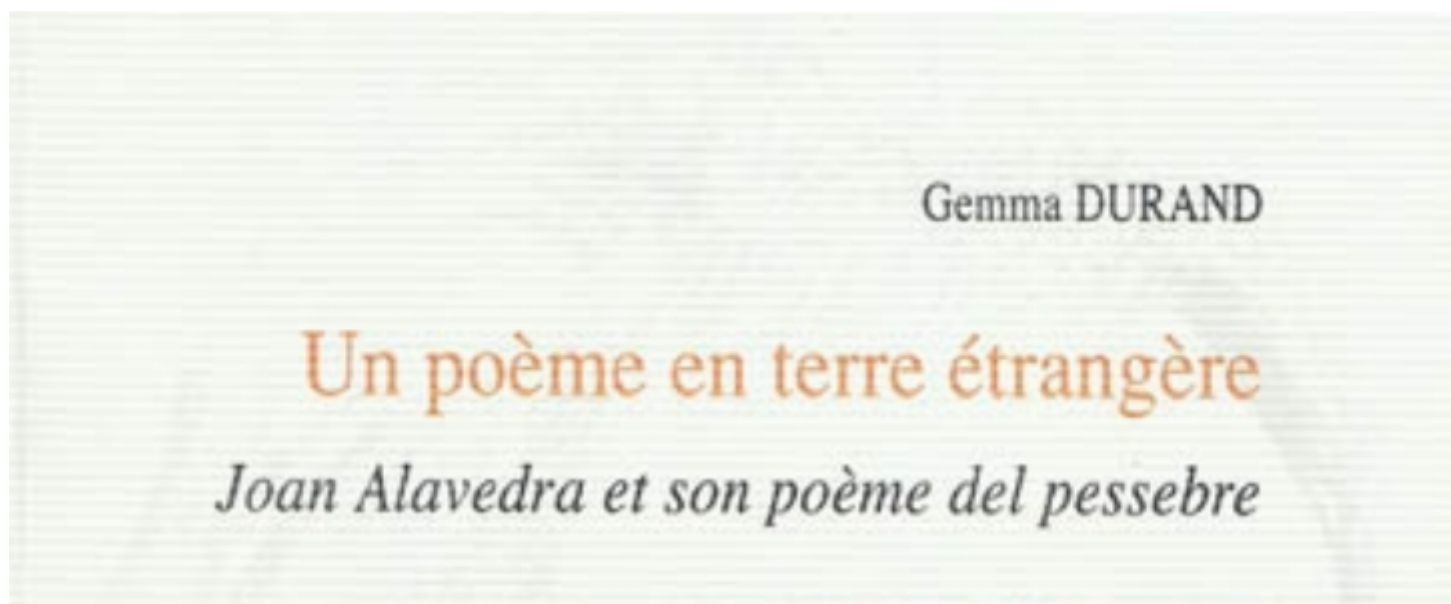 Gemma DURAND
Un poème en terre étrangère
Joan Alavedra et son poème del pessebre